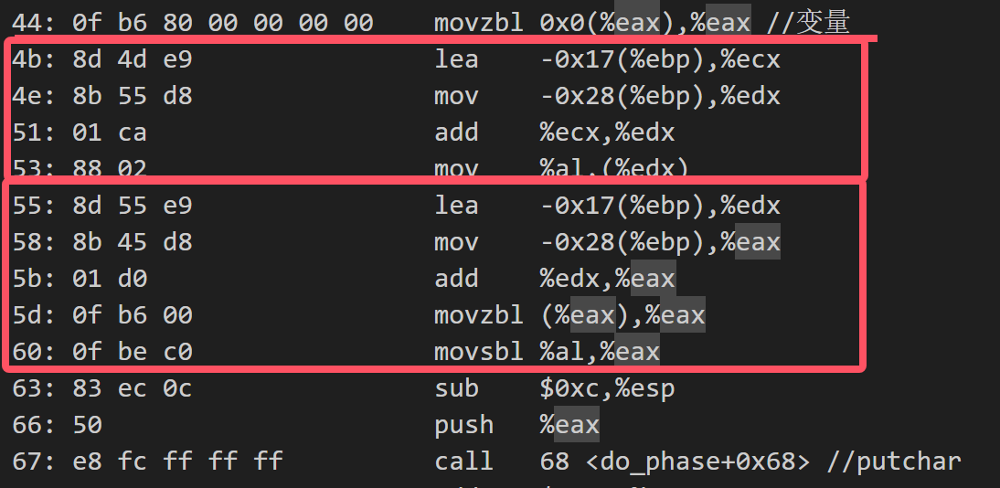 44: 0f b6 80 00 00 00 00 movzbl 0x0(%eax),%eax //变量
4b: 8d 4d e9 lea -0x17(%ebp),%ecx
4e: 8b 55 d8 mov -0x28(%ebp),%edx
51: 01 ca add %ecx,%edx
53: 88 02 mov %al,(%edx)
55: 8d 55 e9 lea -0x17(%ebp),%edx
58: 8b 45 d8 mov -0x28(%ebp),%eax
5b: 01 d0 add %edx,%eax
5d: 0f b6 00 movzbl (%eax),%eax
60: 0f be c0 movsbl %al,%eax
63: 83 ec 0c sub $0xc,%esp
66: 50 push %eax
67: e8 fc ff ff ff call 68 <do_phase+0x68> //putchar